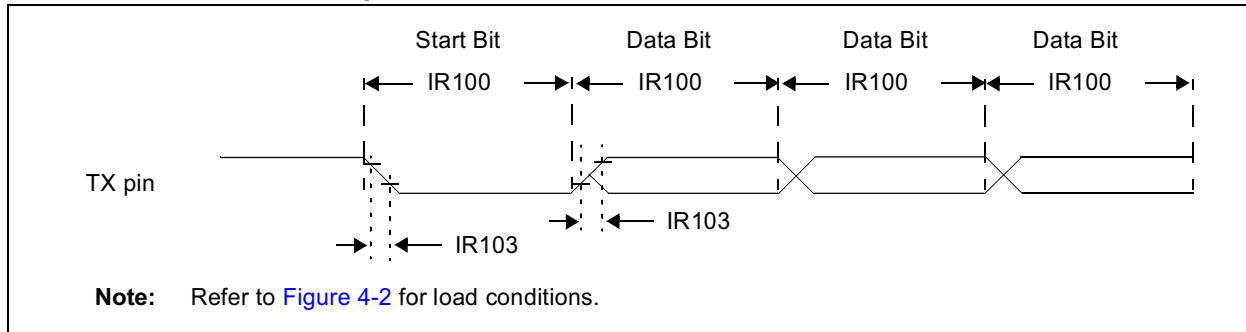 Start Bit Data Bit Data Bit Data Bit
IR100 IR100 IR100 IR100
TX pin
IR103 IR103
Note: Refer to Figure 4-2 for load conditions.